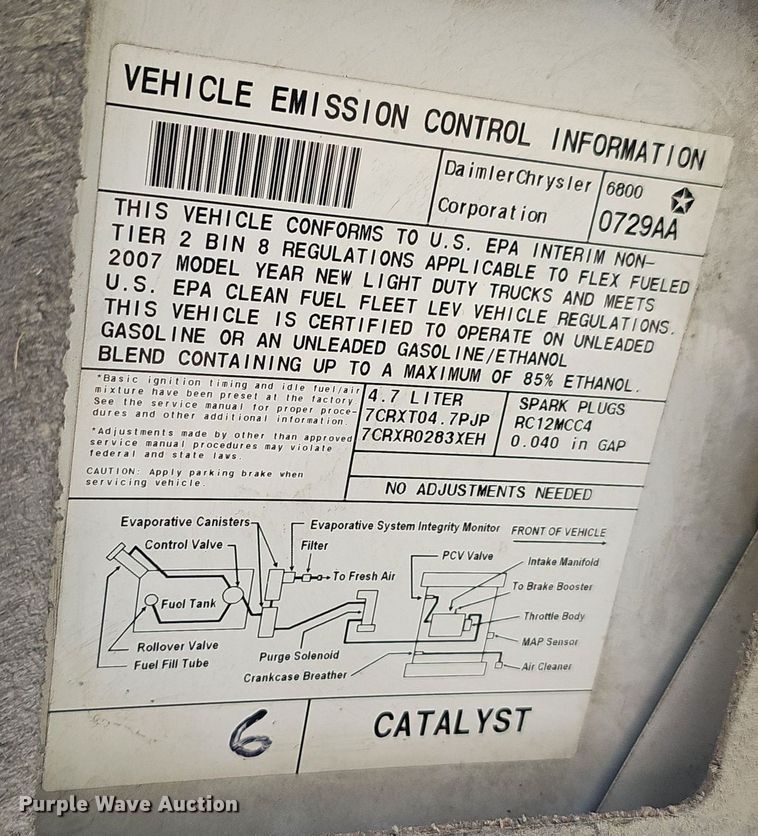 VEHICLE EMISSION CONTROL INFORMATION
DaimlerChrysler
Corporation
6800
0729AA
THIS VEHICLE CONFORMS TO U.S. EPA INTERIM NON-
TIER 2 BIN 8 REGULATIONS APPLICABLE TO FLEX FUELED
2007 MODEL YEAR NEW LIGHT DUTY TRUCKS AND MEETS
U.S. EPA CLEAN FUEL FLEET LEV VEHICLE REGULATIONS.
THIS VEHICLE IS CERTIFIED TO OPERATE ON UNLEADED
GASOLINE OR AN UNLEADED GASOLINE/ETHANOL
BLEND CONTAINING UP TO A MAXIMUM OF 85% ETHANOL.
*Basic ignition timing and idle fuel/air
mixture have been preset at the factory.
See the service manual for proper proce-
dures and other additional information.
*Adjustments made by other than approved
service manual procedures may violate
federal and state laws.
CAUTION: Apply parking brake when
servicing vehicle.
4.7 LITER
7CRXT04.7PJP
7CRXR0283XEH
SPARK PLUGS
RC12MCC4
0.040 in GAP
NO ADJUSTMENTS NEEDED
Evaporative Canisters
Evaporative System Integrity Monitor
FRONT OF VEHICLE
Control Valve
Filter
PCV Valve
Intake Manifold
To Fresh Air
To Brake Booster
Fuel Tank
Throttle Body
Rollover Valve
MAP Sensor
Fuel Fill Tube
Purge Solenoid
Air Cleaner
Crankcase Breather
6
CATALYST
Purple Wave Auction